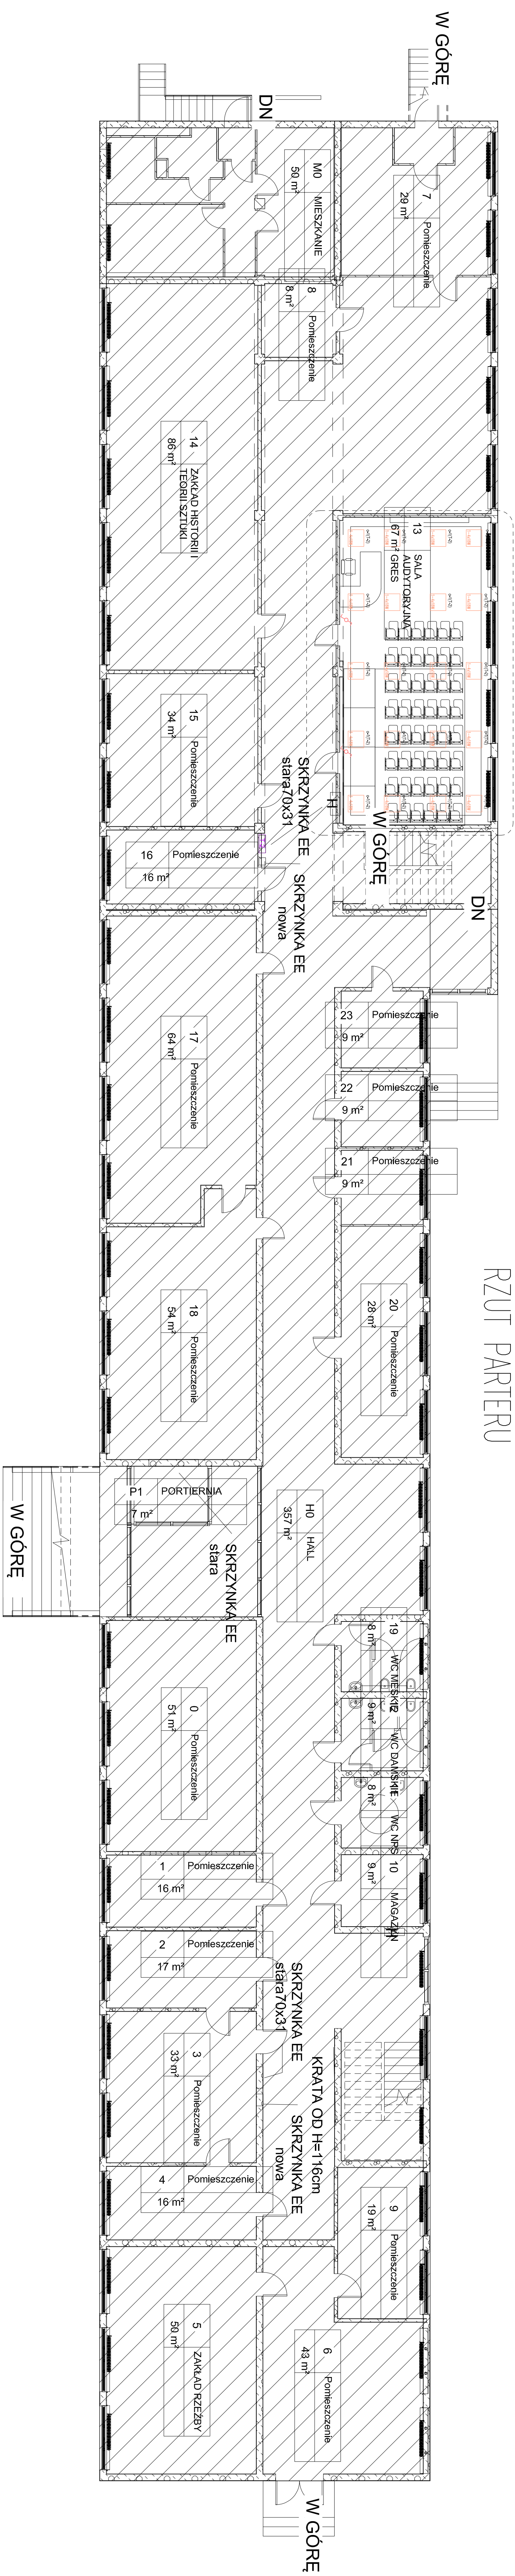 W GÓRĘ
DN
M0
MIESZKANIE
50 m²
7
Pomieszczenie
29 m²
8
Pomieszczenie
8 m²
14
ZAKŁAD HISTORII I
TEORII SZTUKI
86 m²
13
SALA
AUDYTORYJNA
67 m²
GRES
15
Pomieszczenie
34 m²
SKRZYNKA EE
stara70x31
H
W GÓRĘ
16
Pomieszczenie
16 m²
SKRZYNKA EE
nowa
DN
17
Pomieszczenie
64 m²
23
Pomieszczenie
9 m²
22
Pomieszczenie
9 m²
21
Pomieszczenie
9 m²
RZUT PARTERU
18
Pomieszczenie
54 m²
20
Pomieszczenie
28 m²
P1
PORTIERNIA
7 m²
H0
HALL
357 m²
W GÓRĘ
SKRZYNKA EE
stara
19
WC MĘSKIE
8 m²
12
WC DAMSKIE
9 m²
WC NPS
8 m²
0
Pomieszczenie
51 m²
1
Pomieszczenie
16 m²
10
MAGAZYN
9 m²
H
2
Pomieszczenie
17 m²
SKRZYNKA EE
stara70x31
3
Pomieszczenie
33 m²
KRATA OD H=116cm
4
Pomieszczenie
16 m²
SKRZYNKA EE
nowa
9
Pomieszczenie
19 m²
5
ZAKŁAD RZEŹBY
50 m²
6
Pomieszczenie
43 m²
W GÓRĘ